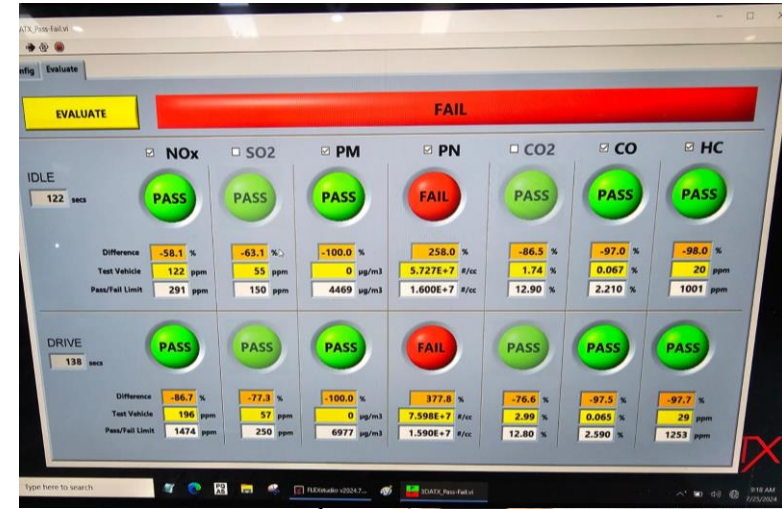 ATX_Pass-Fail.vi
nfig Evaluate
EVALUATE FAIL
NOx SO2 PM PN CO2 CO HC
IDLE
122 secs
PASS PASS PASS FAIL PASS PASS PASS
Difference -58.1 % -63.1 % -100.0 % 258.0 % -86.5 % -97.0 % -98.0 %
Test Vehicle 122 ppm 55 ppm 0 µg/m3 5.727E+7 #/cc 1.74 % 0.067 % 20 ppm
Pass/Fail Limit 291 ppm 150 ppm 4469 µg/m3 1.600E+7 #/cc 12.90 % 2.210 % 1001 ppm
DRIVE
138 secs
PASS PASS PASS FAIL PASS PASS PASS
Difference -86.7 % -77.3 % -100.0 % 377.8 % -76.6 % -97.5 % -97.7 %
Test Vehicle 196 ppm 57 ppm 0 µg/m3 7.598E+7 #/cc 2.99 % 0.065 % 29 ppm
Pass/Fail Limit 1474 ppm 250 ppm 6977 µg/m3 1.590E+7 #/cc 12.80 % 2.590 % 1253 ppm
TX
Type here to search
FLEXstudio v2024.7... 3DATX_Pass-Fail.vi
9:18 AM
7/25/2024